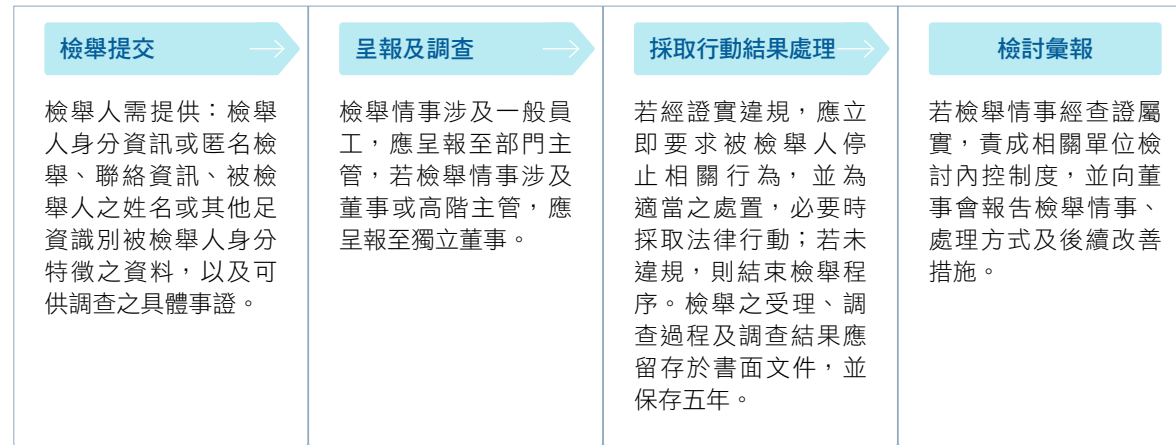 檢舉提交
檢舉人需提供：檢舉
人身分資訊或匿名檢
舉、聯絡資訊、被檢
舉人之姓名或其他足
資識別被檢舉人身分
特徵之資料，以及可
供調查之具體事證。
呈報及調查
檢舉情事涉及一般員
工，應呈報至部門主
管，若檢舉情事涉及
董事或高階主管，應
呈報至獨立董事。
採取行動結果處理
若經證實違規，應立
即要求被檢舉人停
止相關行為，並為
適當之處置，必要時
採取法律行動；若未
違規，則結束檢舉程
序。檢舉之受理、調
查過程及調查結果應
留存於書面文件，並
保存五年。
檢討彙報
若檢舉情事經查證屬
實，責成相關單位檢
討內控制度，並向董
事會報告檢舉情事、
處理方式及後續改善
措施。